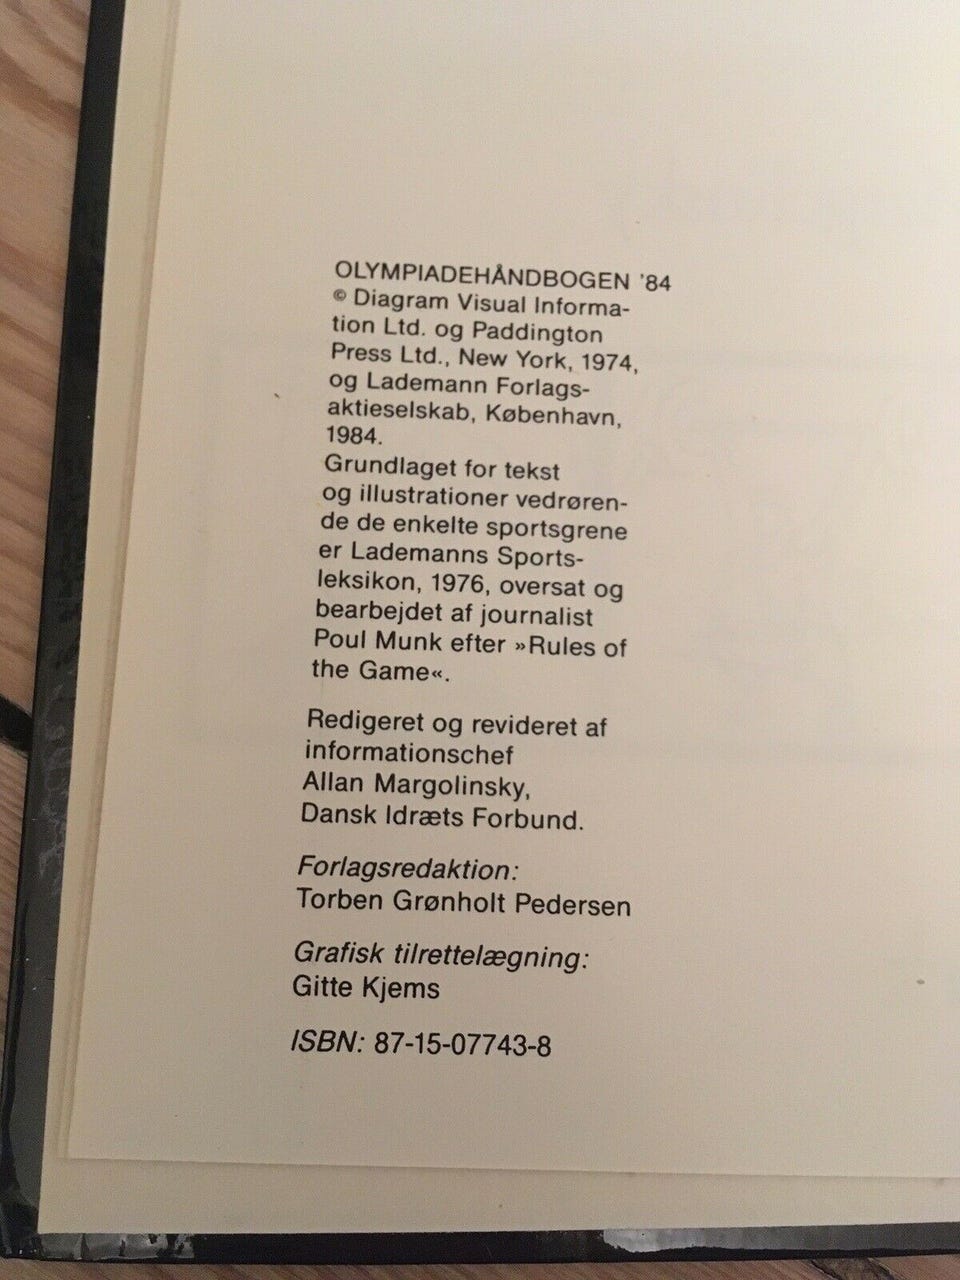 OLYMPIADEHÅNDBOGEN '84
© Diagram Visual Informa-
tion Ltd. og Paddington
Press Ltd., New York, 1974,
og Lademann Forlags-
aktieselskab, København,
1984.
Grundlaget for tekst
og illustrationer vedrøren-
de de enkelte sportsgrene
er Lademanns Sports-
leksikon, 1976, oversat og
bearbejdet af journalist
Poul Munk efter »Rules of
the Game«.
Redigeret og revideret af
informationschef
Allan Margolinsky,
Dansk Idræts Forbund.
Forlagsredaktion:
Torben Grønholt Pedersen
Grafisk tilrettelægning:
Gitte Kjems
ISBN: 87-15-07743-8